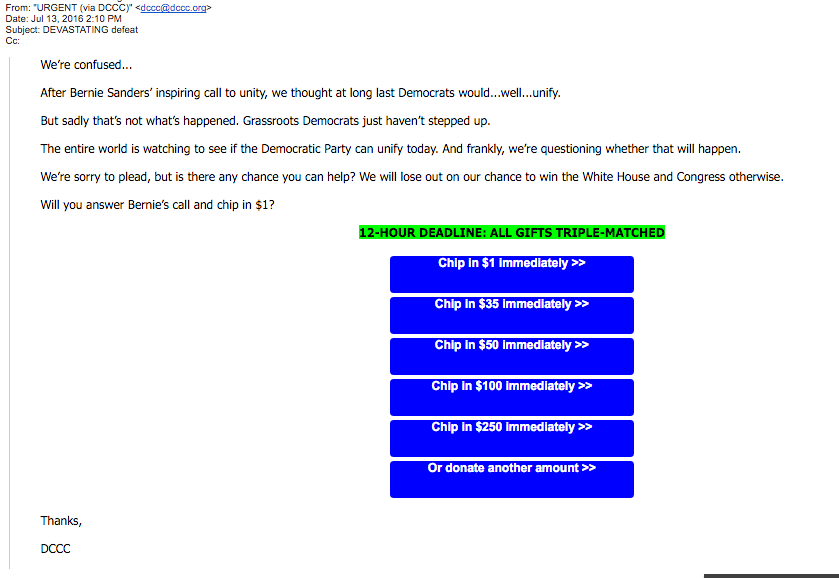 From: "URGENT (via DCCC)" <dccc@dccc.org>
Date: Jul 13, 2016 2:10 PM
Subject: DEVASTATING defeat
Cc:
We're confused...
After Bernie Sanders' inspiring call to unity, we thought at long last Democrats would...well...unify.
But sadly that's not what's happened. Grassroots Democrats just haven't stepped up.
The entire world is watching to see if the Democratic Party can unify today. And frankly, we're questioning whether that will happen.
We're sorry to plead, but is there any chance you can help? We will lose out on our chance to win the White House and Congress otherwise.
Will you answer Bernie's call and chip in $1?
12-HOUR DEADLINE: ALL GIFTS TRIPLE-MATCHED
Chip in $1 immediately >>
Chip in $35 immediately >>
Chip in $50 immediately >>
Chip in $100 immediately >>
Chip in $250 immediately >>
Or donate another amount >>
Thanks,
DCCC